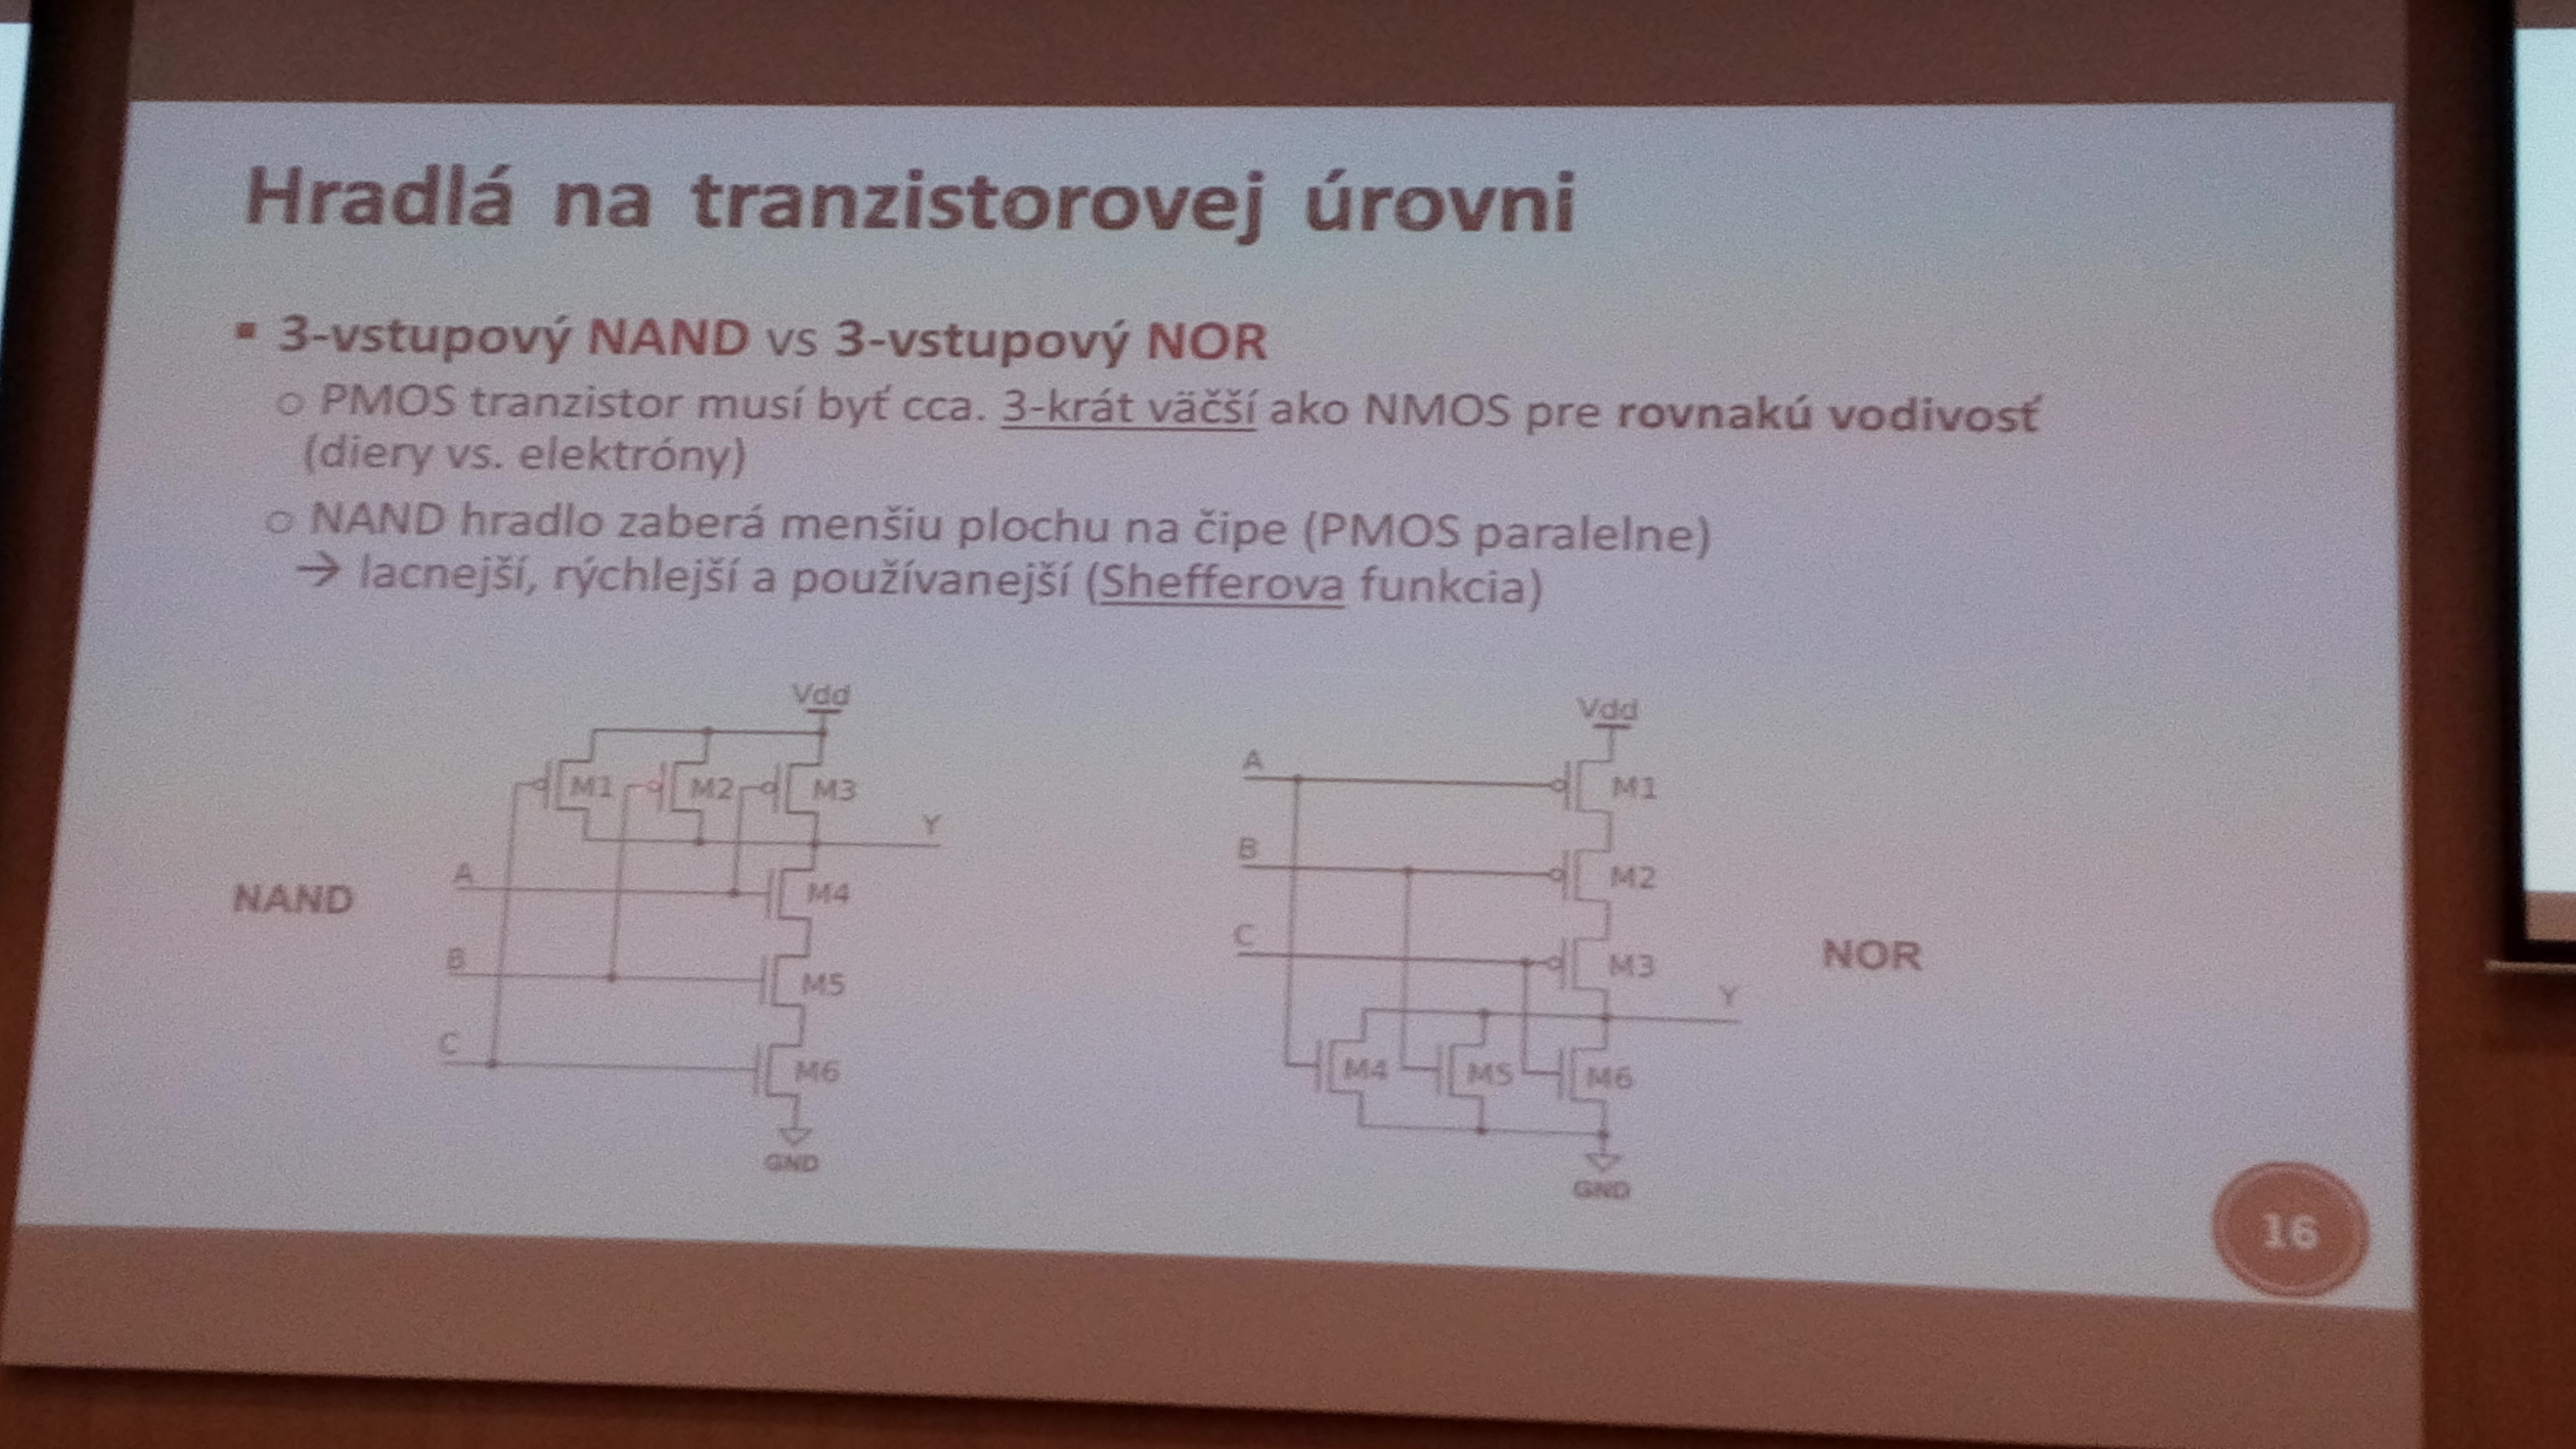 Hradlá na tranzistorovej úrovni
▪ 3-vstupový NAND vs 3-vstupový NOR
o PMOS tranzistor musí byť cca. 3-krát väčší ako NMOS pre rovnakú vodivosť
(diery vs. elektróny)
o NAND hradlo zaberá menšiu plochu na čipe (PMOS paralelne)
→ lacnejší, rýchlejší a používanejší (Shefferova funkcia)
NAND
Vdd
M1 M2 M3
Y
A
M4
B
M5
C
M6
GND
Vdd
A
M1
B
M2
C
M3
Y
M4 M5 M6
GND
NOR
16